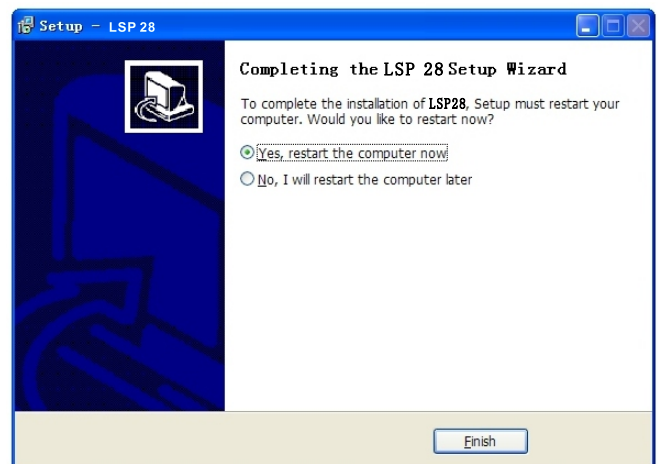 Setup - LSP 28
Completing the LSP 28 Setup Wizard
To complete the installation of LSP28, Setup must restart your
computer. Would you like to restart now?
Yes, restart the computer now
No, I will restart the computer later
Finish